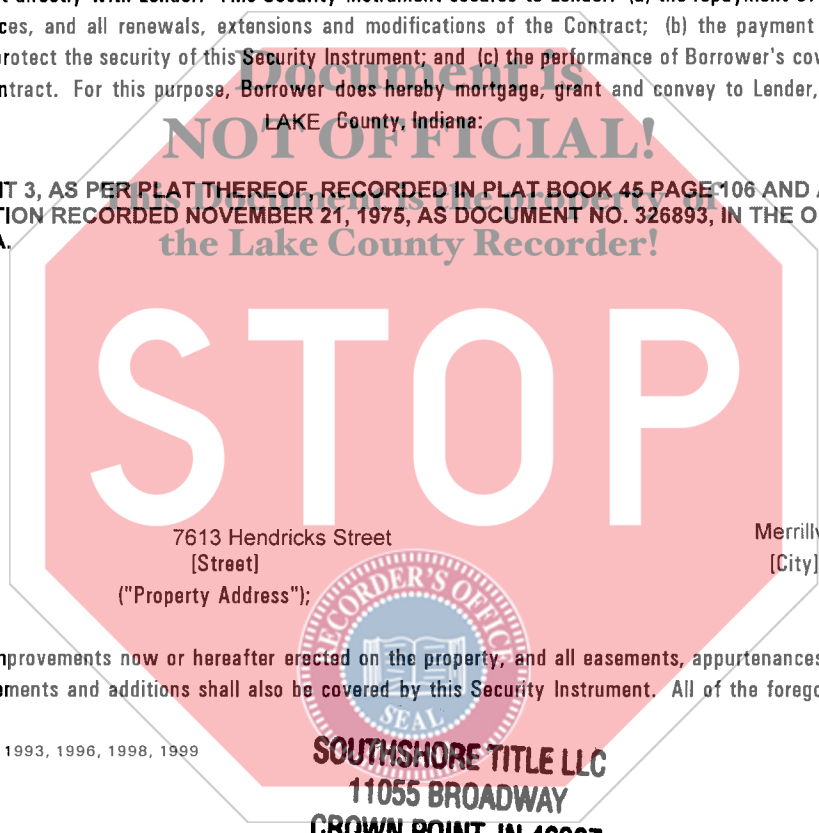 ces, and all renewals, extensions and modifications of the Contract; (b) the payment
rotect the security of this Security Instrument; and (c) the performance of Borrower's cov
ntract. For this purpose, Borrower does hereby mortgage, grant and convey to Lender,
Document is
LAKE County, Indiana:
NOT OFFICIAL!
IT 3, AS PER PLAT THEREOF, RECORDED IN PLAT BOOK 45 PAGE 106 AND
This Document is the property of
TION RECORDED NOVEMBER 21, 1975, AS DOCUMENT NO. 326893, IN THE O
A.
the Lake County Recorder!
STOP
7613 Hendricks Street
Merrillv
[Street]
[City]
("Property Address");
RECORDER'S OFFICE
SEAL
mprovements now or hereafter erected on the property, and all easements, appurtenances
ements and additions shall also be covered by this Security Instrument. All of the forego
1993, 1996, 1998, 1999
SOUTHSHORE TITLE LLC
11055 BROADWAY
CROWN POINT, IN